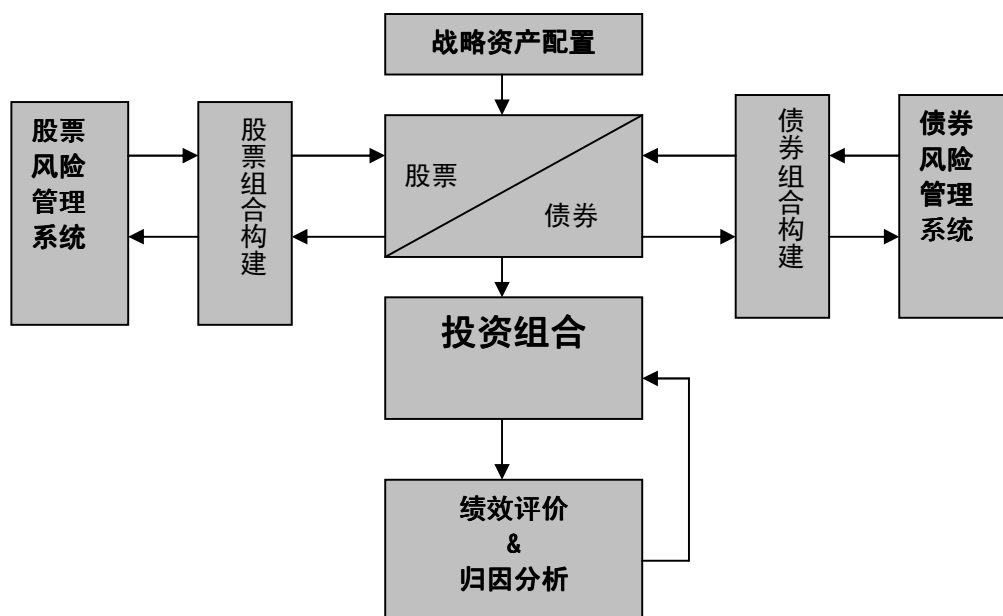 战略资产配置
股票
风险
管理
系统
股票组合构建
股票
债券
债券组合构建
债券
风险
管理
系统
投资组合
绩效评价
&
归因分析